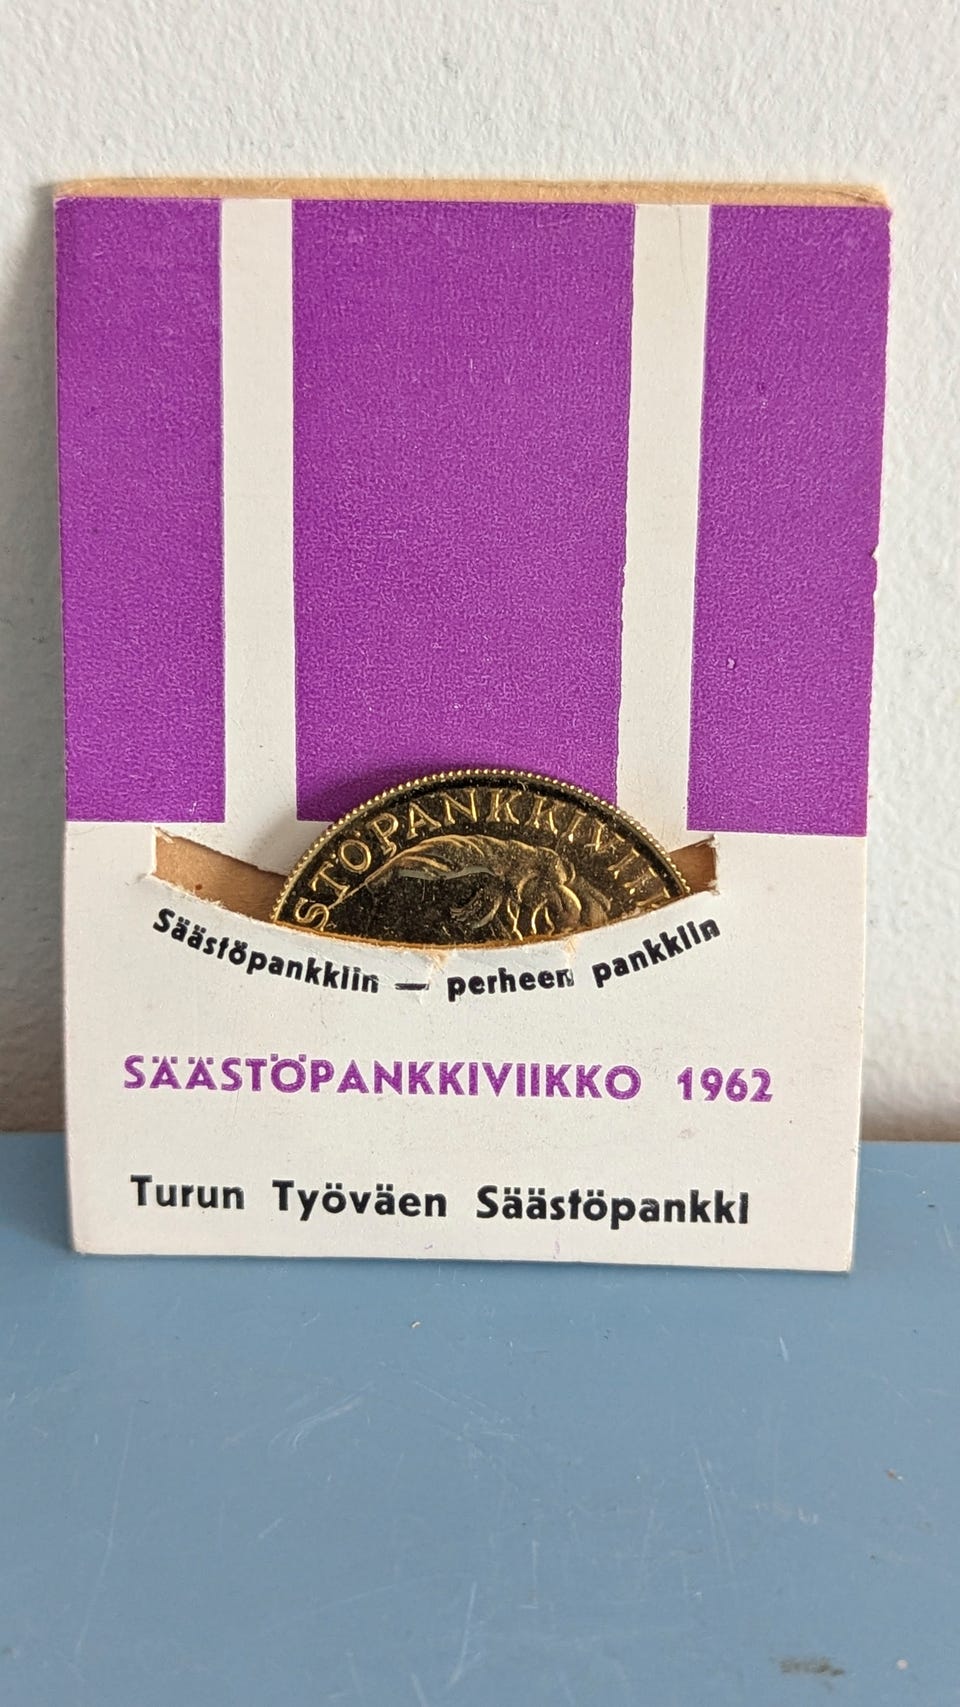 STÖPANKKIVII
Säästöpankkiin — perheen pankkiin
SÄÄSTÖPANKKIVIIKKO 1962
Turun Työväen Säästöpankki